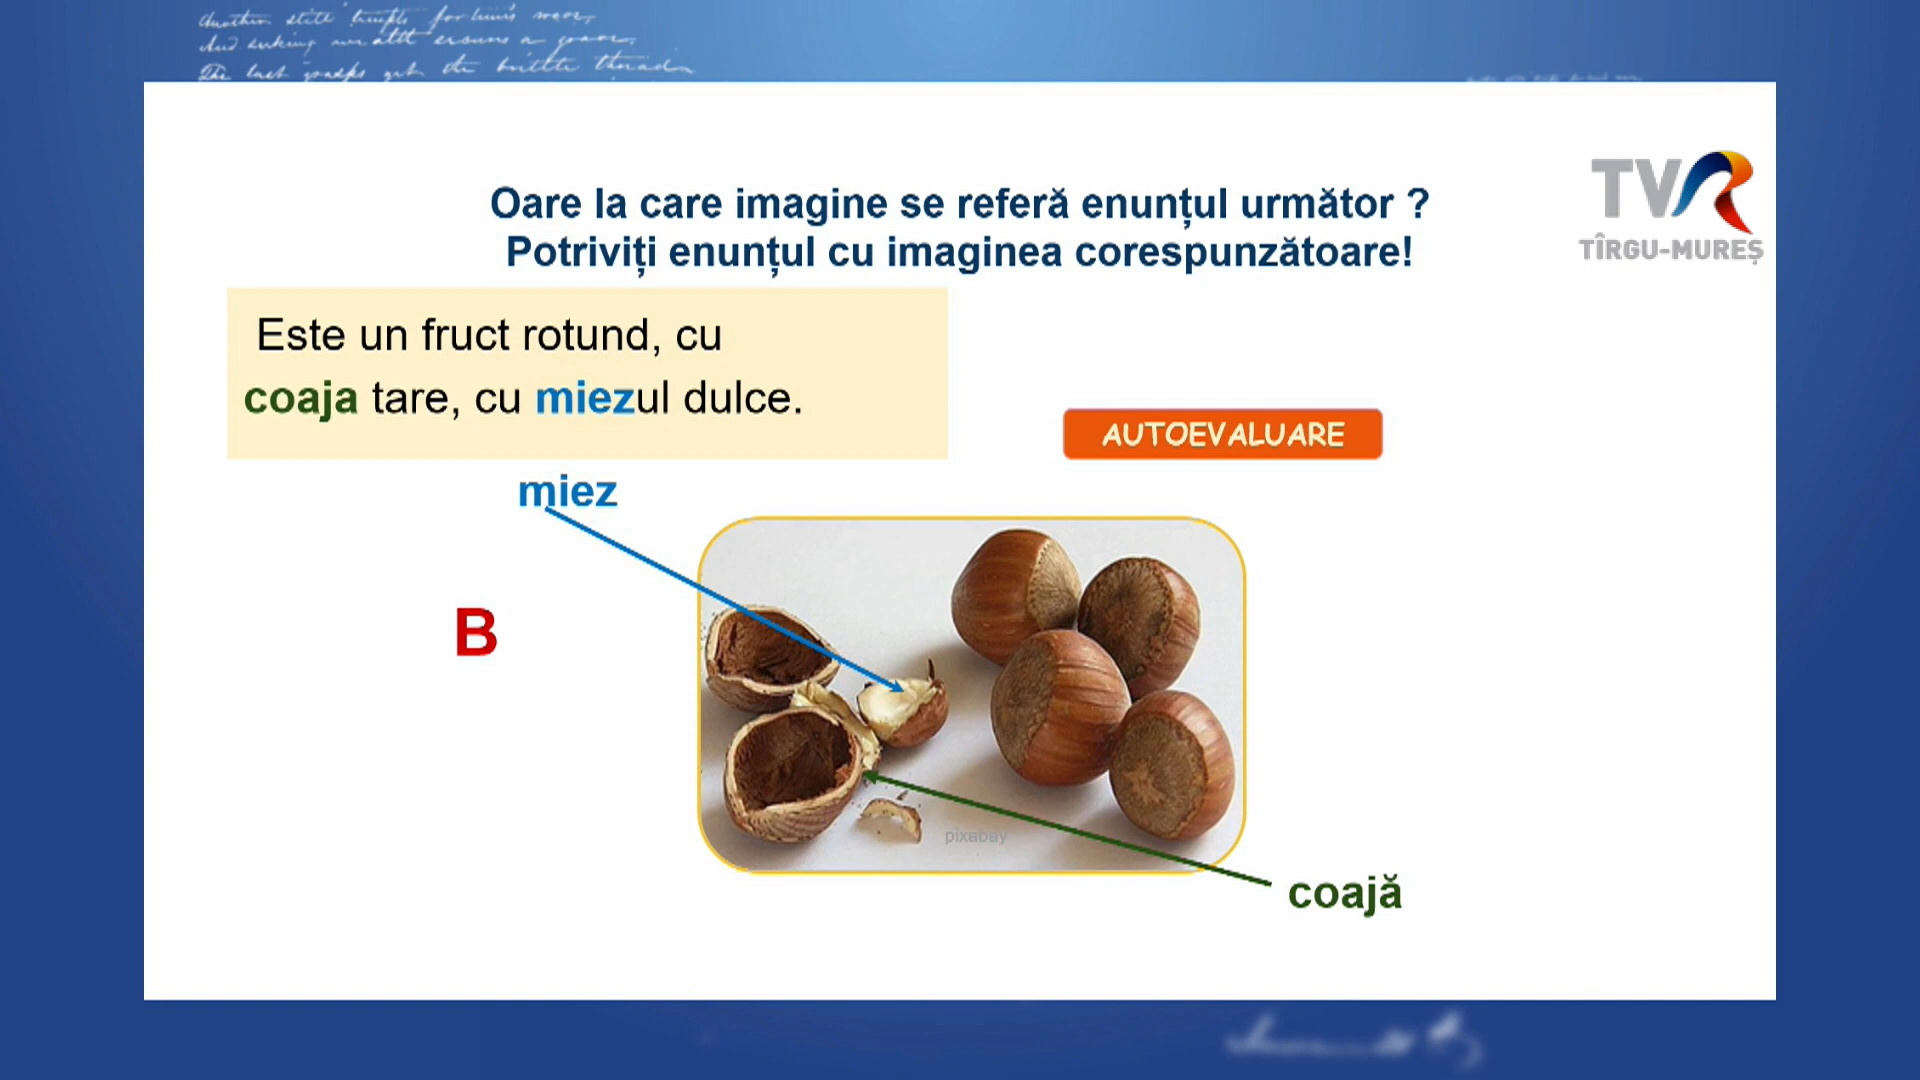 Oare la care imagine se referă enunțul următor ?
Potriviți enunțul cu imaginea corespunzătoare!
TVR
TÎRGU-MUREȘ
Este un fruct rotund, cu
coaja tare, cu miezul dulce.
AUTOEVALUARE
miez
B
pixabay
coajă